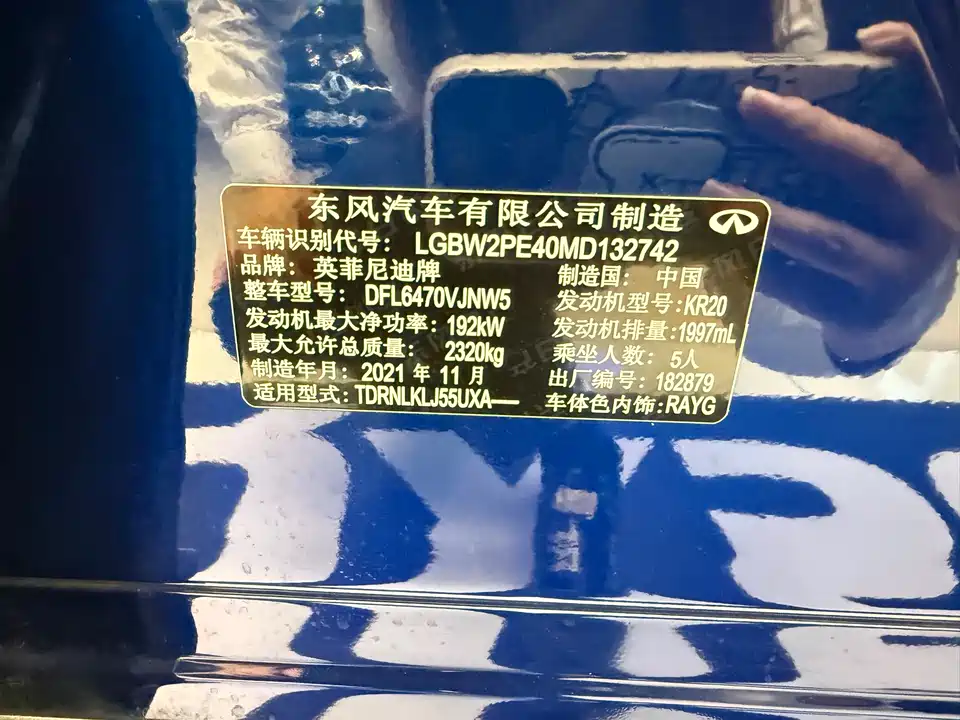 东风汽车有限公司制造
车辆识别代号： LGBW2PE40MD132742
品牌： 英菲尼迪牌 制造国： 中国
整车型号： DFL6470VJNW5 发动机型号:KR20
发动机最大净功率: 192kW 发动机排量:1997mL
最大允许总质量： 2320kg 乘坐人数： 5人
制造年月： 2021 年 11 月 出厂编号: 182879
适用型式: TDRNLKLJ55UXA— 车体色内饰:RAYG